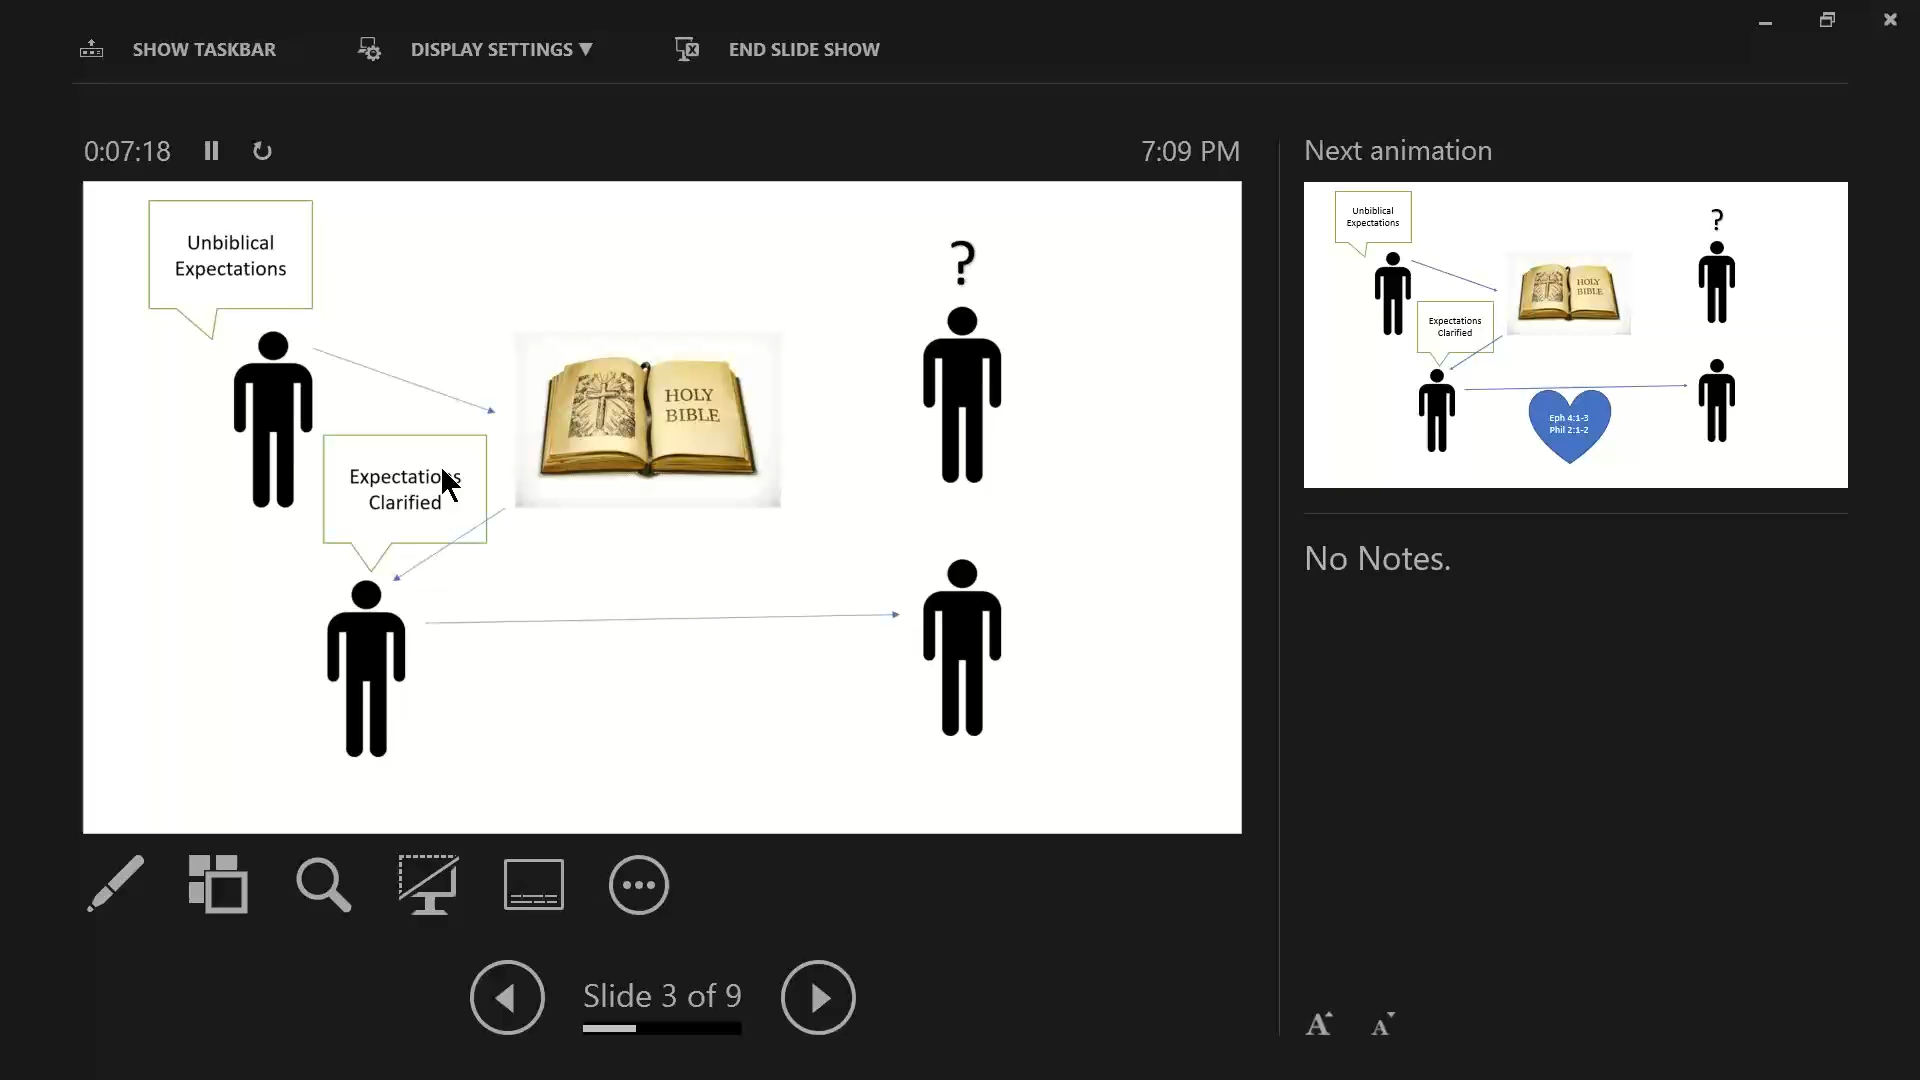 SHOW TASKBAR
DISPLAY SETTINGS ▼
END SLIDE SHOW
0:07:18
7:09 PM
Next animation
Unbiblical
Expectations
?
HOLY
BIBLE
Expectations
Clarified
Unbiblical
Expectations
?
HOLY
BIBLE
Expectations
Clarified
Eph 4:1-3
Phil 2:1-2
No Notes.
Slide 3 of 9
A
A